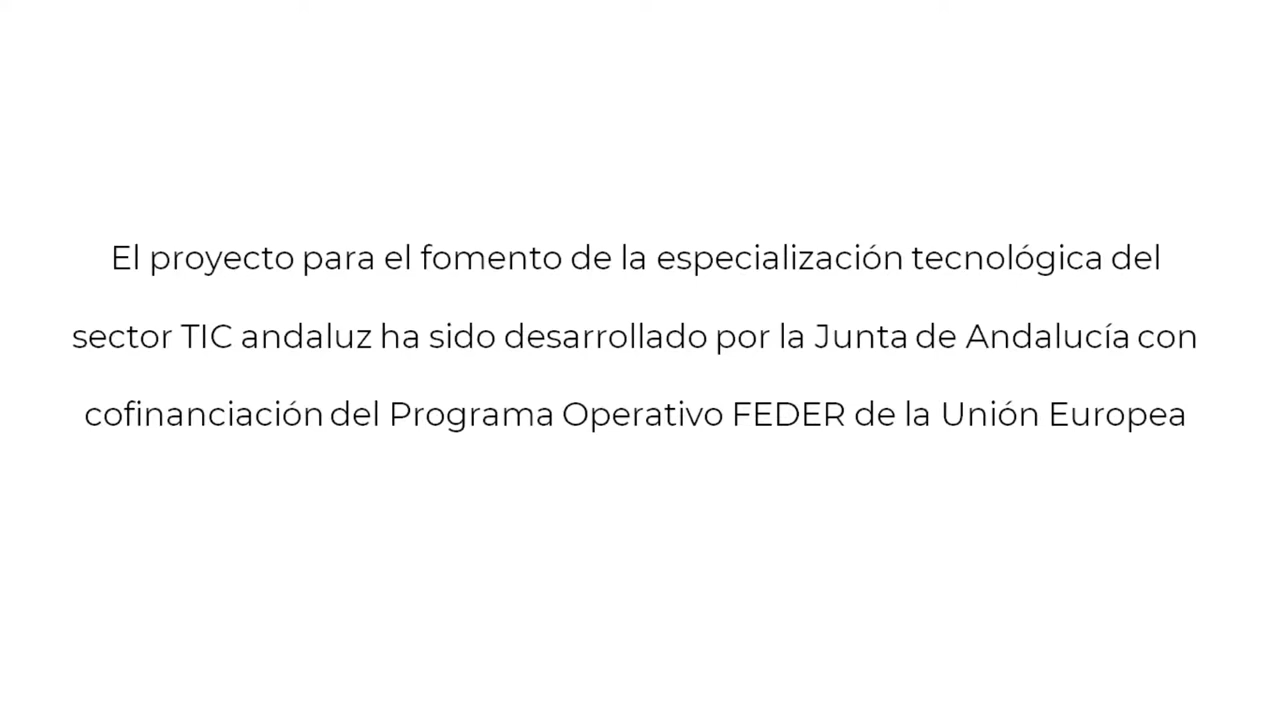 El proyecto para el fomento de la especialización tecnológica del
sector TIC andaluz ha sido desarrollado por la Junta de Andalucía con
cofinanciación del Programa Operativo FEDER de la Unión Europea